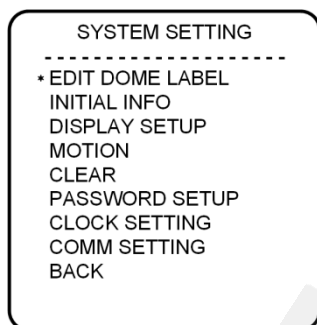 SYSTEM SETTING
- - - - - - - - - - - - - - - - - - - - - -
* EDIT DOME LABEL
INITIAL INFO
DISPLAY SETUP
MOTION
CLEAR
PASSWORD SETUP
CLOCK SETTING
COMM SETTING
BACK